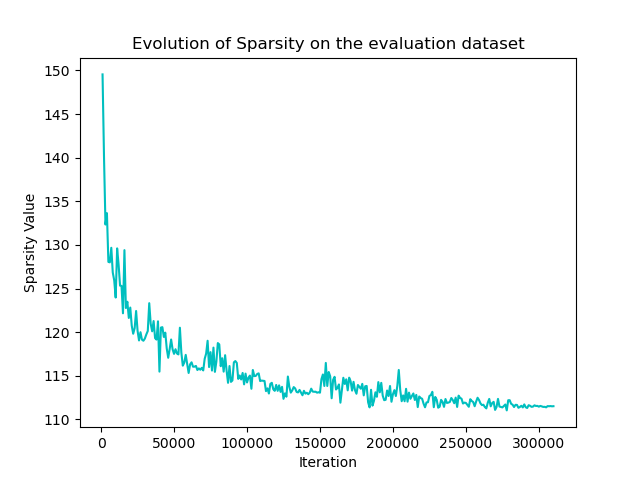 Evolution of Sparsity on the evaluation dataset
150
145
140
135
130
125
120
115
110
Sparsity Value
0 50000 100000 150000 200000 250000 300000
Iteration